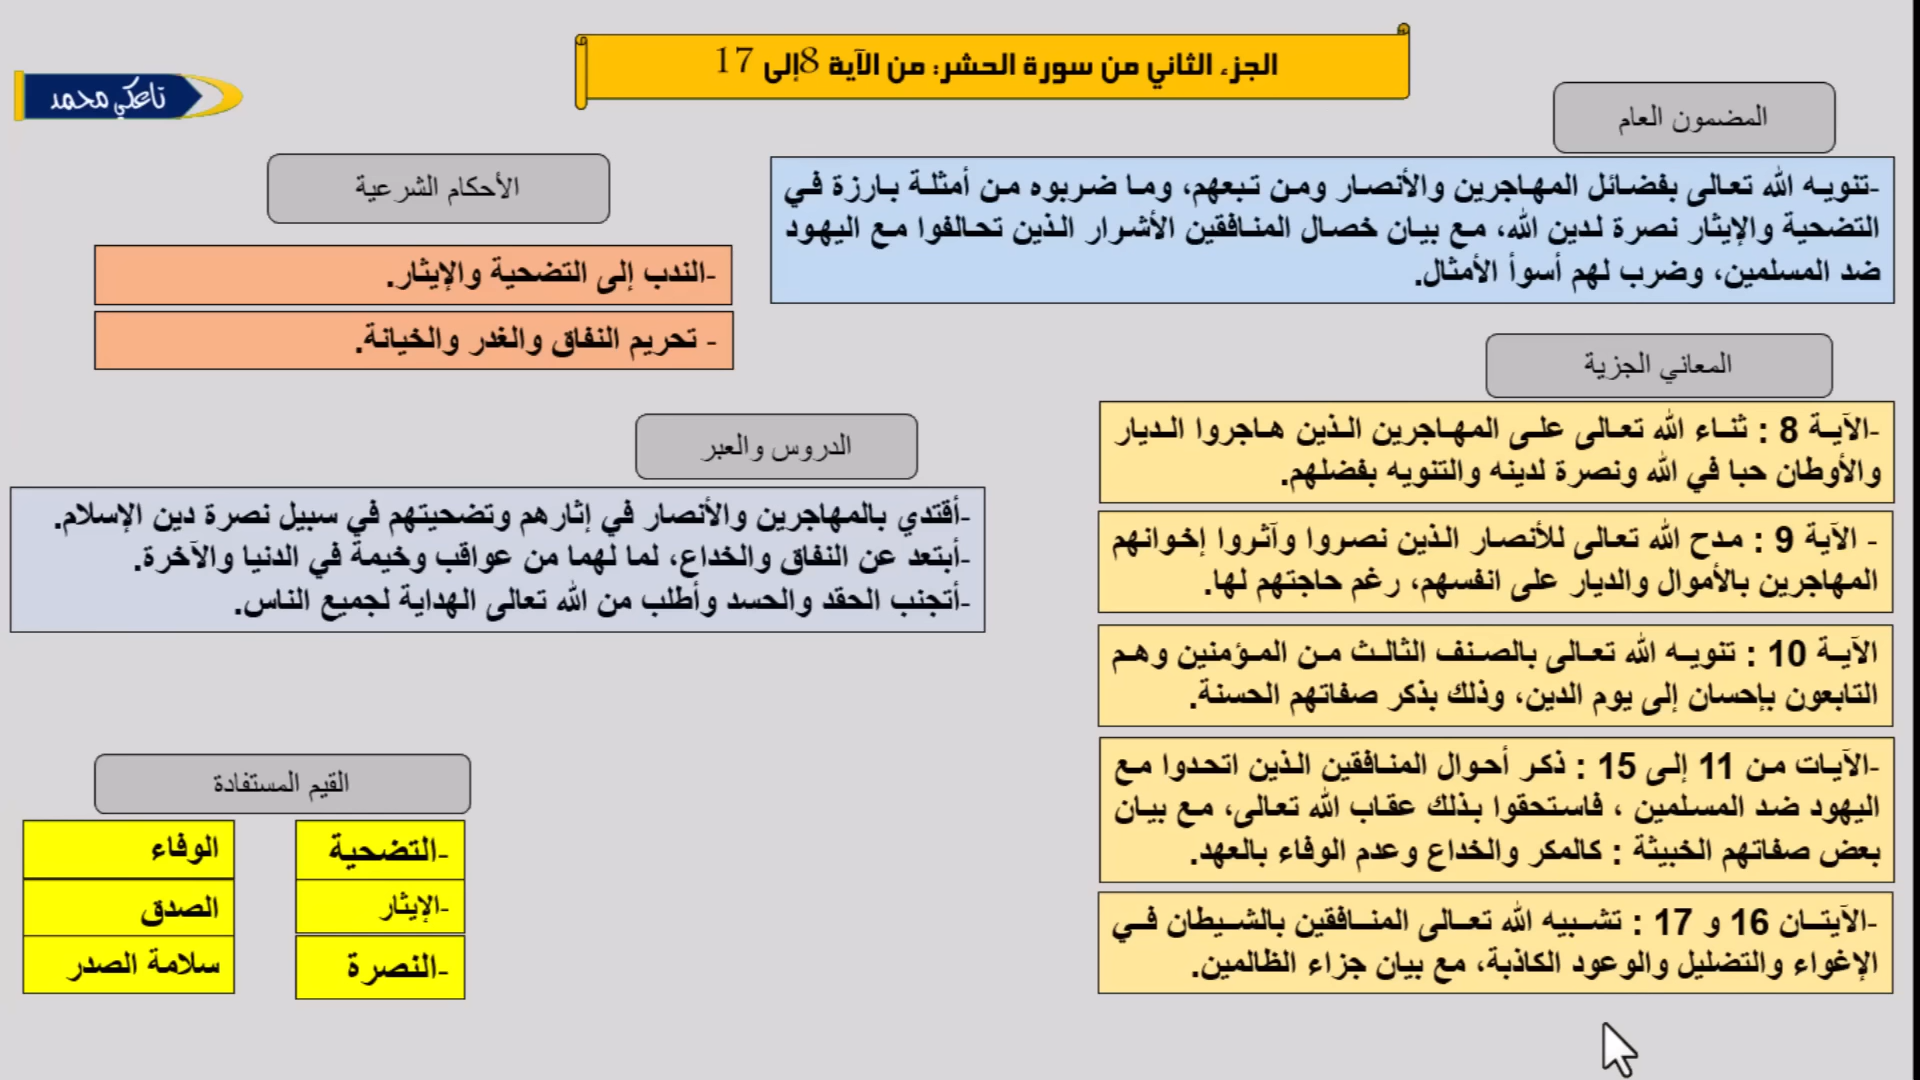 الجزء الثاني من سورة الحشر: من الآية 8إلى 17
تاعكي محمد
المضمون العام
-تنويه الله تعالى بفضائل المهاجرين والأنصار ومن تبعهم، وما ضربوه من أمثلة بارزة في
التضحية والإيثار نصرة لدين الله، مع بيان خصال المنافقين الأشرار الذين تحالفوا مع اليهود
ضد المسلمين، وضرب لهم أسوأ الأمثال.
المعاني الجزية
-الآية 8 : ثناء الله تعالى على المهاجرين الذين هاجروا الديار
والأوطان حبا في الله ونصرة لدينه والتنويه بفضلهم.
- الآية 9 : مدح الله تعالى للأنصار الذين نصروا وآثروا إخوانهم
المهاجرين بالأموال والديار على انفسهم، رغم حاجتهم لها.
الآية 10 : تنويه الله تعالى بالصنف الثالث من المؤمنين وهم
التابعون بإحسان إلى يوم الدين، وذلك بذكر صفاتهم الحسنة.
-الآيات من 11 إلى 15 : ذكر أحوال المنافقين الذين اتحدوا مع
اليهود ضد المسلمين ، فاستحقوا بذلك عقاب الله تعالى، مع بيان
بعض صفاتهم الخبيثة : كالمكر والخداع وعدم الوفاء بالعهد.
-الآيتان 16 و 17 : تشبيه الله تعالى المنافقين بالشيطان في
الإغواء والتضليل والوعود الكاذبة، مع بيان جزاء الظالمين.
الأحكام الشرعية
-الندب إلى التضحية والإيثار.
- تحريم النفاق والغدر والخيانة.
الدروس والعبر
-أقتدي بالمهاجرين والأنصار في إثارهم وتضحيتهم في سبيل نصرة دين الإسلام.
-أبتعد عن النفاق والخداع، لما لهما من عواقب وخيمة في الدنيا والآخرة.
-أتجنب الحقد والحسد وأطلب من الله تعالى الهداية لجميع الناس.
القيم المستفادة
-التضحية
-الإيثار
-النصرة
الوفاء
الصدق
سلامة الصدر